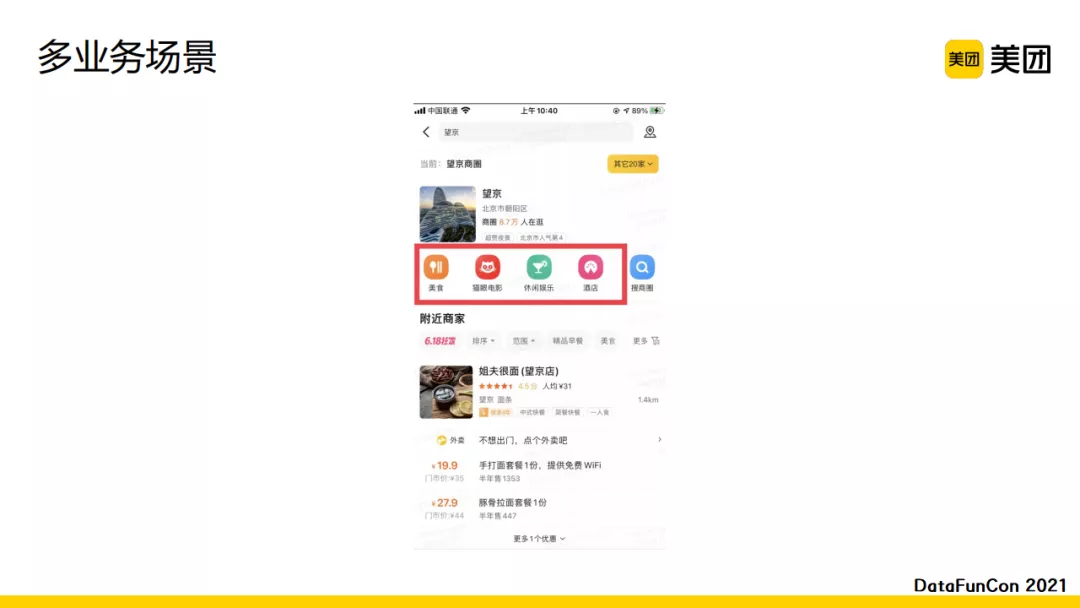 多业务场景
美团 美团
中国联通 上午10:40 89%
望京
当前: 望京商圈 其它20家
望京
北京市朝阳区
商圈 6.7万 人在逛
超赞夜景 北京市人气第4
美食 猫眼电影 休闲娱乐 酒店 搜商圈
附近商家
6.18狂欢 排序 范围 精品早餐 美食 更多
姐夫很面(望京店)
4.5分 人均¥31
望京 面条 1.4km
中式快餐 简餐快餐 一人食
外卖 不想出门，点个外卖吧
¥19.9 手打面套餐1份，提供免费WiFi
门市价:¥35 半年售1353
¥27.9 豚骨拉面套餐1份
门市价:¥44 半年售447
更多1个优惠
DataFunCon 2021